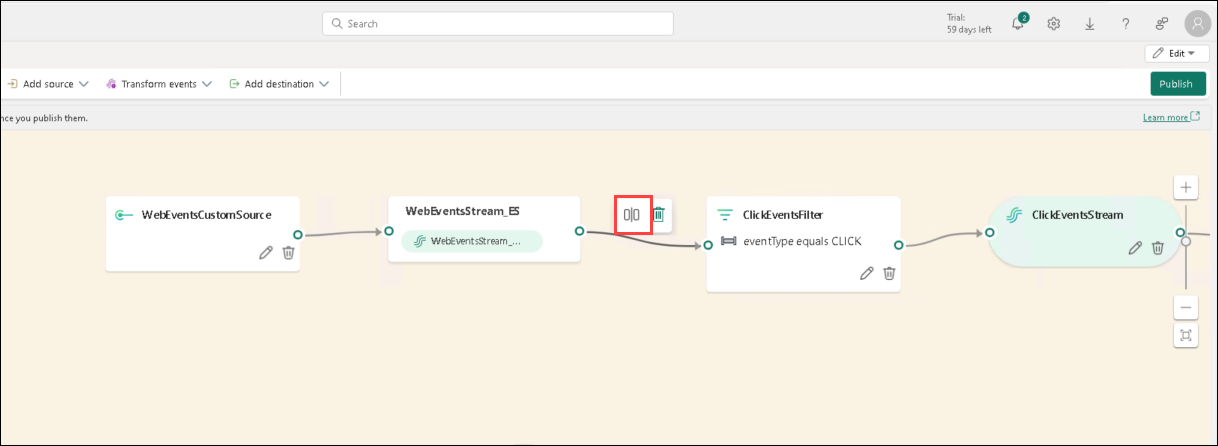 Search
Trial:
59 days left
2
Edit
Add source
Transform events
Add destination
Publish
nce you publish them.
Learn more
WebEventsCustomSource
WebEventsStream_ES
WebEventsStream_...
ClickEventsFilter
eventType equals CLICK
ClickEventsStream